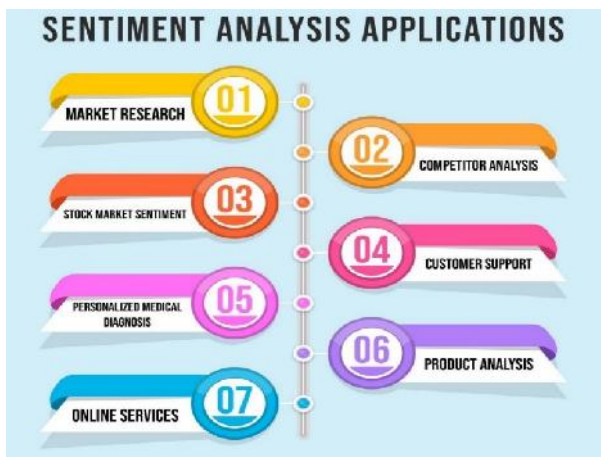 SENTIMENT ANALYSIS APPLICATIONS
01
MARKET RESEARCH
02
COMPETITOR ANALYSIS
03
STOCK MARKET SENTIMENT
04
CUSTOMER SUPPORT
05
PERSONALIZED MEDICAL
DIAGNOSIS
06
PRODUCT ANALYSIS
07
ONLINE SERVICES